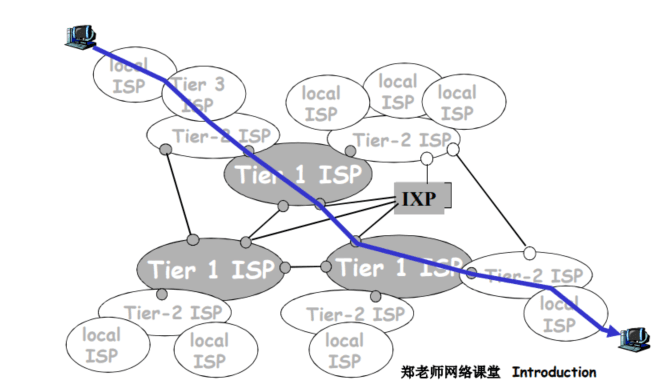 local
ISP
Tier 3
ISP
local
ISP
local
ISP
local
ISP
Tier-2 ISP
Tier-2 ISP
Tier 1 ISP
IXP
Tier 1 ISP
Tier 1 ISP
Tier-2 ISP
Tier-2 ISP
Tier-2 ISP
local
ISP
local
ISP
local
ISP
local
ISP
郑老师网络课堂 Introduction